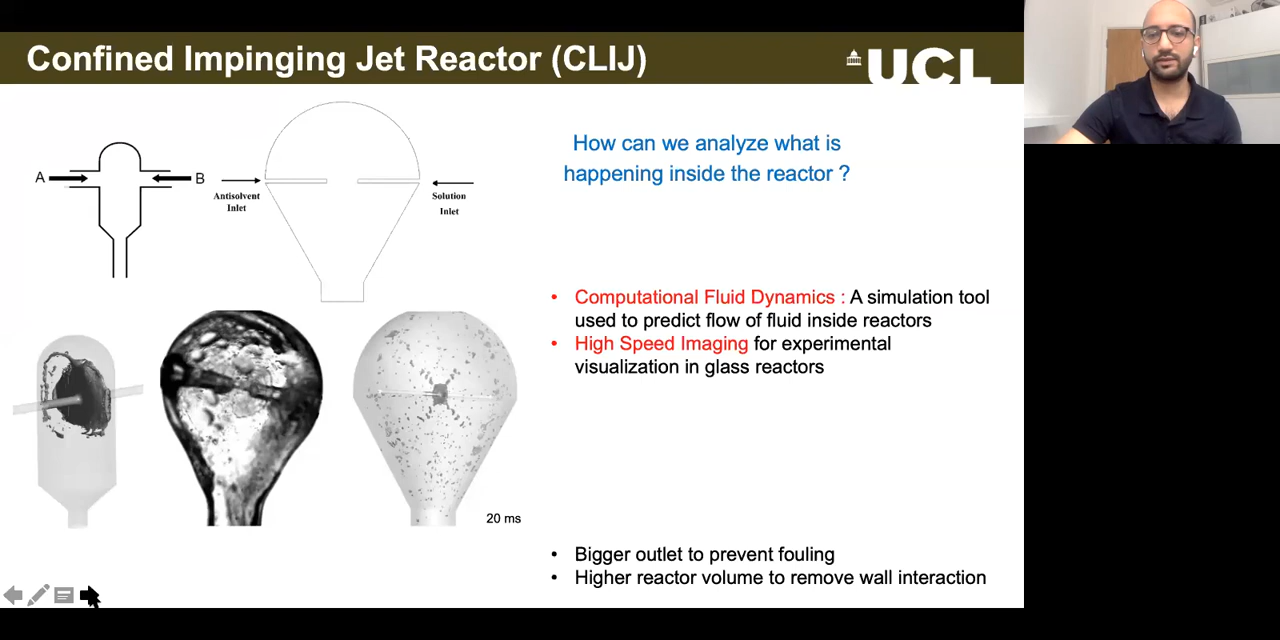 Confined Impinging Jet Reactor (CLIJ)
UCL
A
B
Antisolvent
Inlet
Solution
Inlet
How can we analyze what is
happening inside the reactor ?
• Computational Fluid Dynamics : A simulation tool
used to predict flow of fluid inside reactors
• High Speed Imaging for experimental
visualization in glass reactors
20 ms
• Bigger outlet to prevent fouling
• Higher reactor volume to remove wall interaction